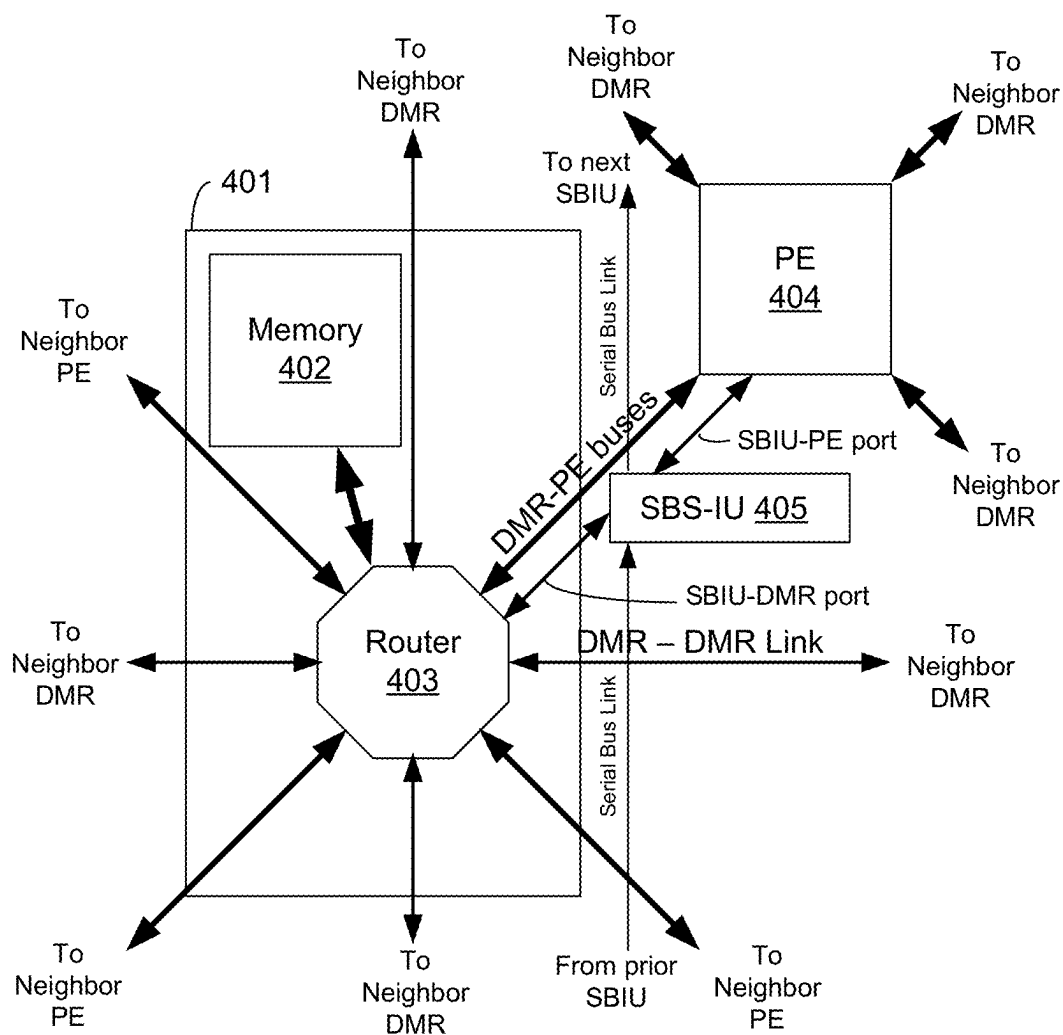 To
Neighbor
DMR
To
Neighbor
DMR
To
Neighbor
DMR
To next
SBIU
401
Serial Bus Link
PE
404
Memory
402
To
Neighbor
PE
DMR-PE buses
SBIU-PE port
SBS-IU 405
To
Neighbor
DMR
SBIU-DMR port
Router
403
DMR – DMR Link
To
Neighbor
DMR
To
Neighbor
DMR
Serial Bus Link
To
Neighbor
PE
To
Neighbor
DMR
From prior
SBIU
To
Neighbor
PE